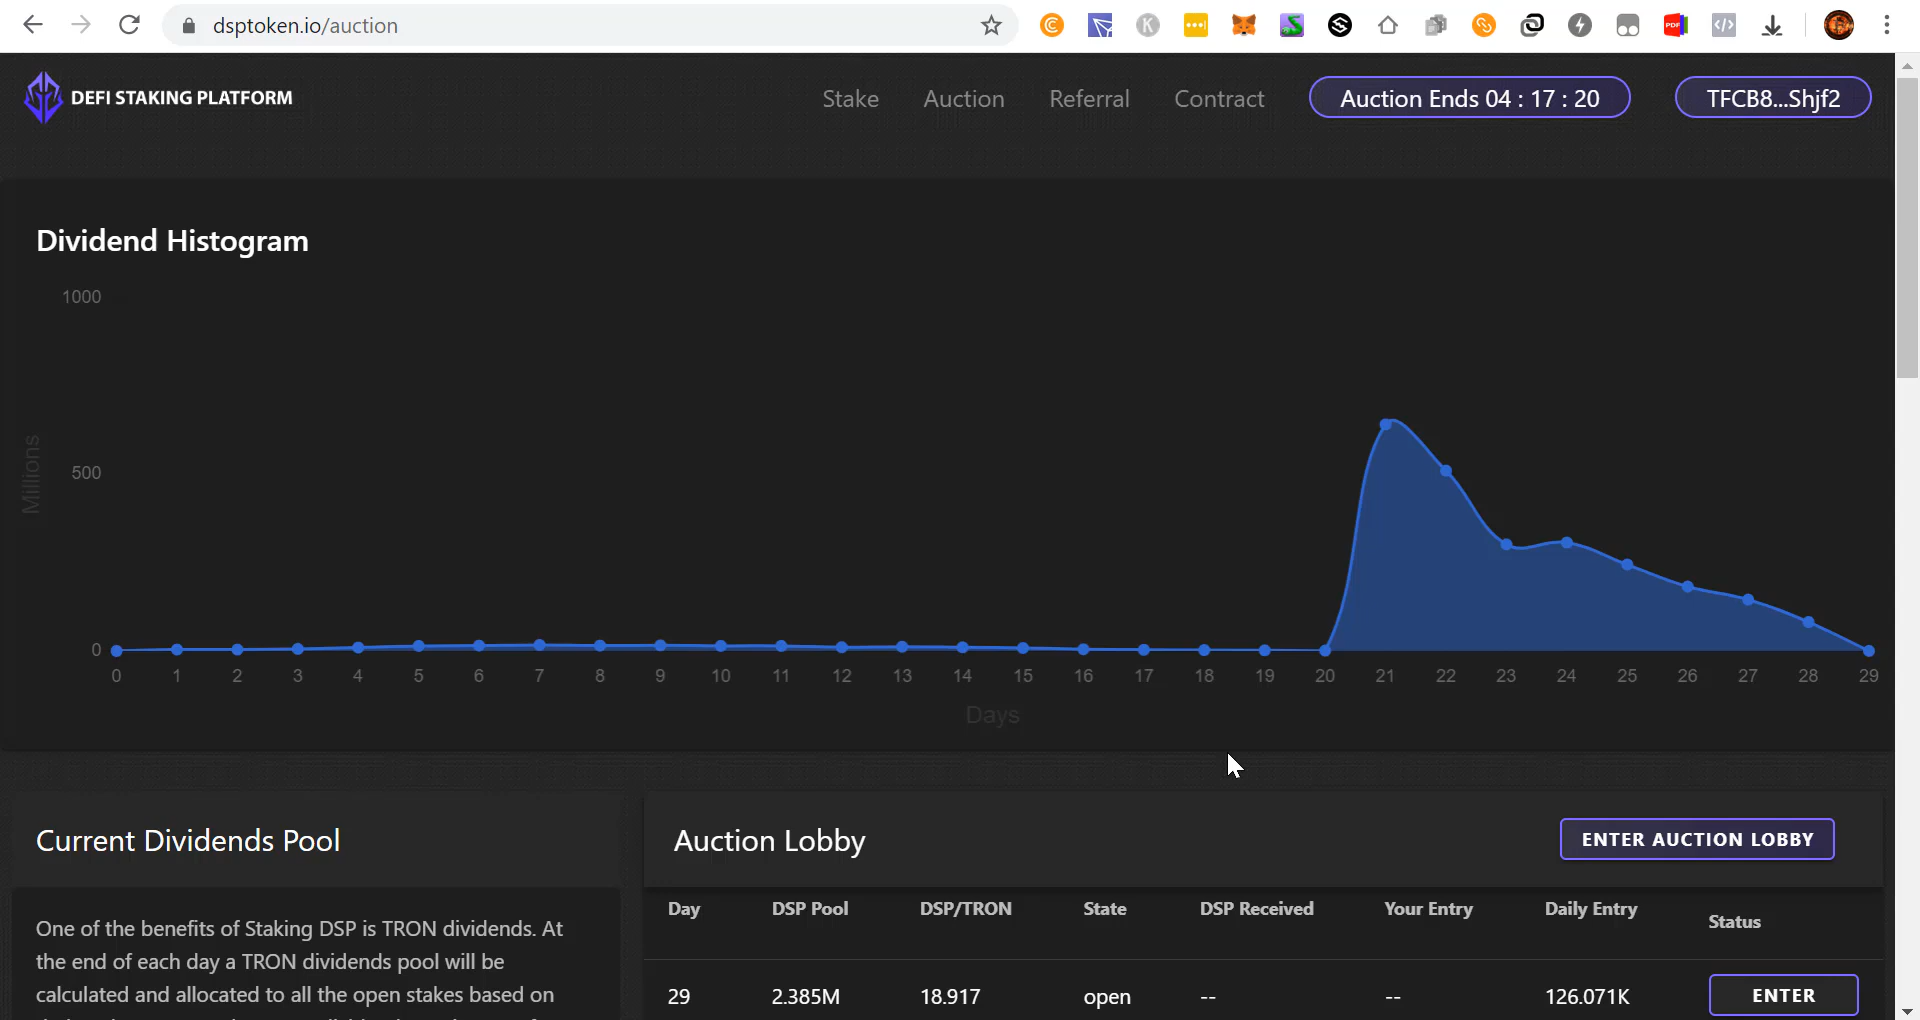 dsptoken.io/auction
DEFI STAKING PLATFORM
Stake Auction Referral Contract Auction Ends 04 : 17 : 20 TFCB8...Shjf2
Dividend Histogram
1000
500
0
Millions
0 1 2 3 4 5 6 7 8 9 10 11 12 13 14 15 16 17 18 19 20 21 22 23 24 25 26 27 28 29
Days
Current Dividends Pool
One of the benefits of Staking DSP is TRON dividends. At
the end of each day a TRON dividends pool will be
calculated and allocated to all the open stakes based on
Auction Lobby
ENTER AUCTION LOBBY
Day DSP Pool DSP/TRON State DSP Received Your Entry Daily Entry Status
29 2.385M 18.917 open -- -- 126.071K ENTER